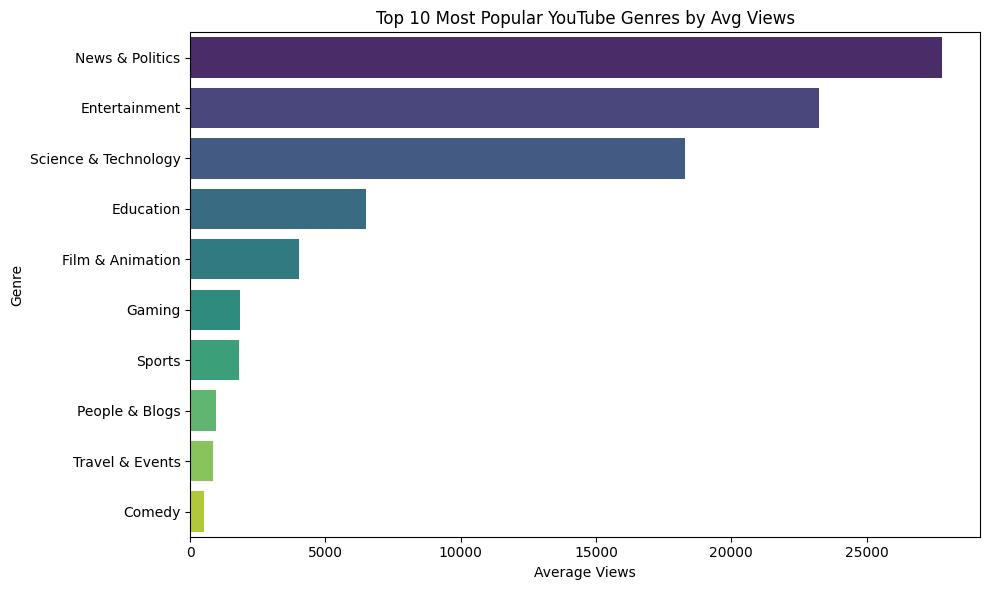 Top 10 Most Popular YouTube Genres by Avg Views
Genre
News & Politics
Entertainment
Science & Technology
Education
Film & Animation
Gaming
Sports
People & Blogs
Travel & Events
Comedy
0 5000 10000 15000 20000 25000
Average Views